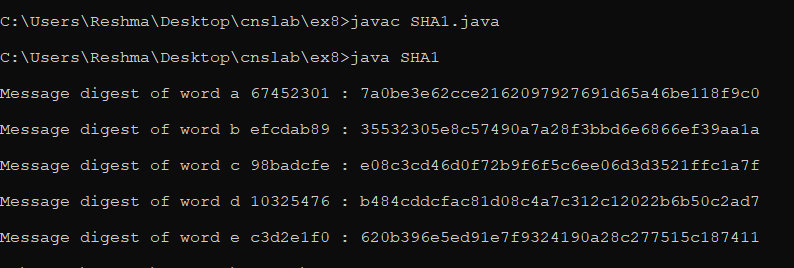 C:\Users\Reshma\Desktop\cnslab\ex8>javac SHA1.java
C:\Users\Reshma\Desktop\cnslab\ex8>java SHA1
Message digest of word a 67452301 : 7a0be3e62cce2162097927691d65a46be118f9c0
Message digest of word b efcdab89 : 35532305e8c57490a7a28f3bbd6e6866ef39aa1a
Message digest of word c 98badcfe : e08c3cd46d0f72b9f6f5c6ee06d3d3521ffc1a7f
Message digest of word d 10325476 : b484cddcfac81d08c4a7c312c12022b6b50c2ad7
Message digest of word e c3d2e1f0 : 620b396e5ed91e7f9324190a28c277515c187411